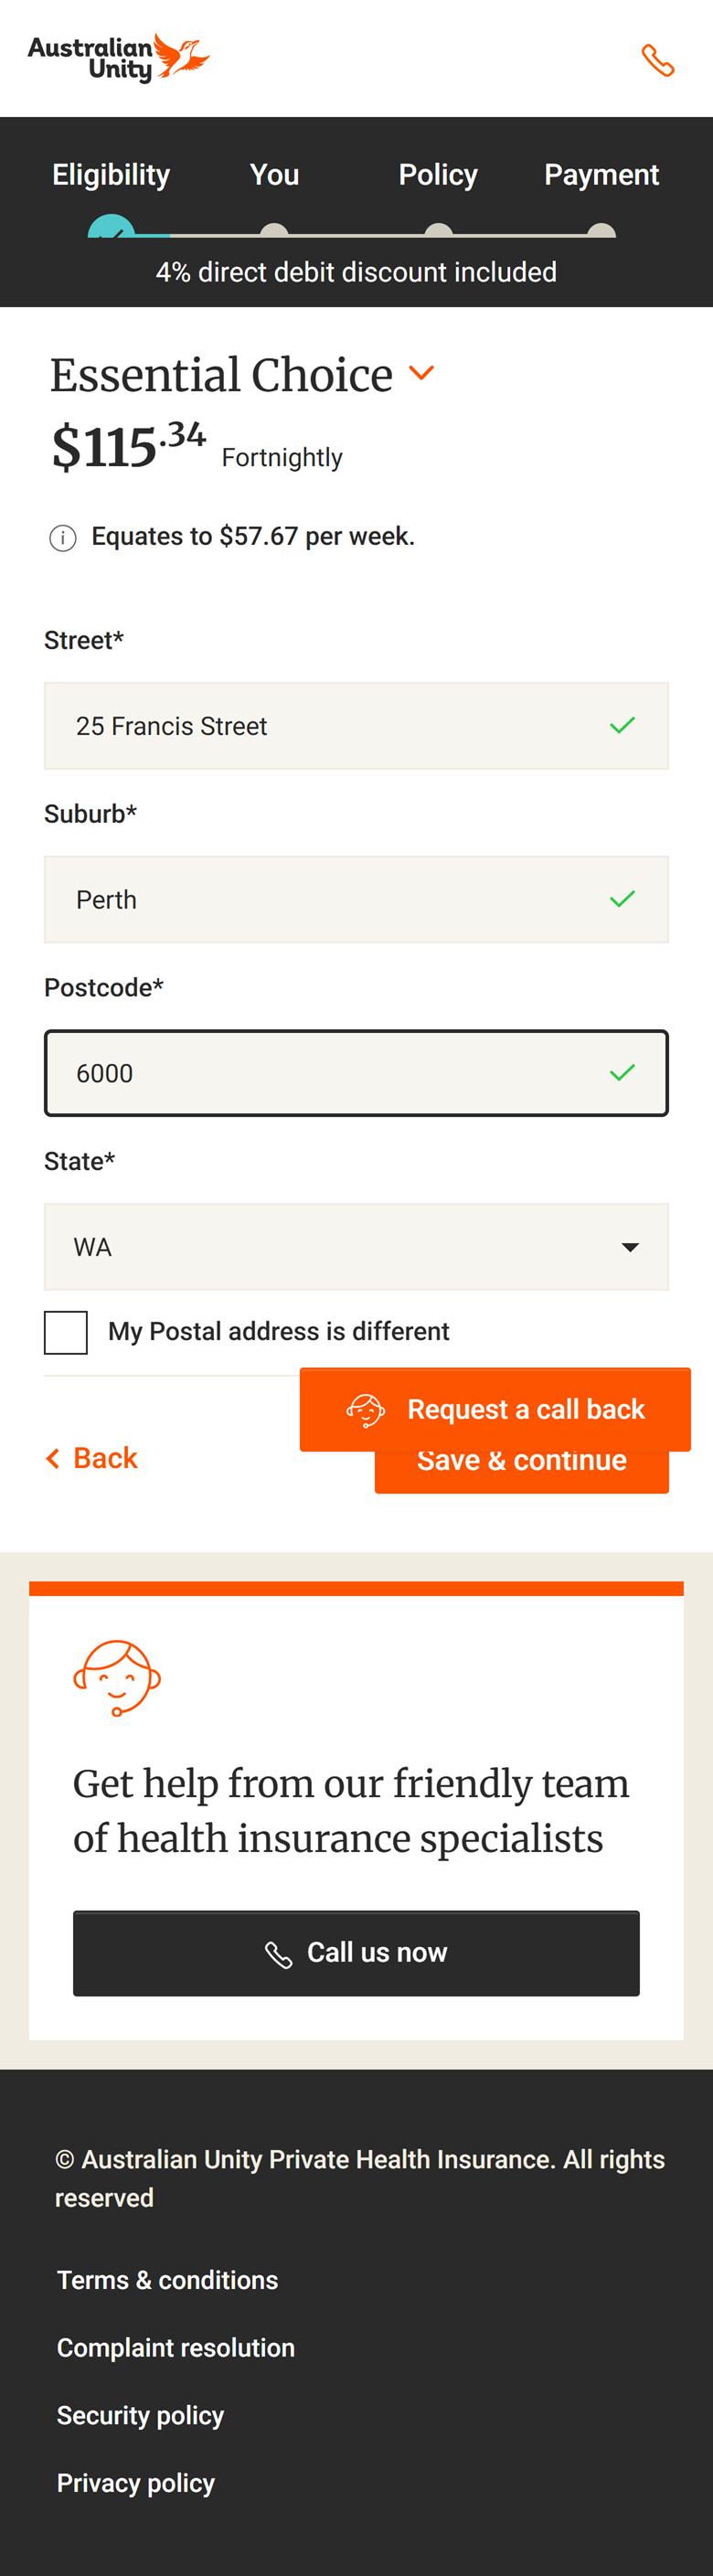 Australian
Unity
Eligibility You Policy Payment
4% direct debit discount included
Essential Choice
$115.34 Fortnightly
Equates to $57.67 per week.
Street*
25 Francis Street
Suburb*
Perth
Postcode*
6000
State*
WA
My Postal address is different
Request a call back
Back
Save & continue
Get help from our friendly team
of health insurance specialists
Call us now
© Australian Unity Private Health Insurance. All rights
reserved
Terms & conditions
Complaint resolution
Security policy
Privacy policy